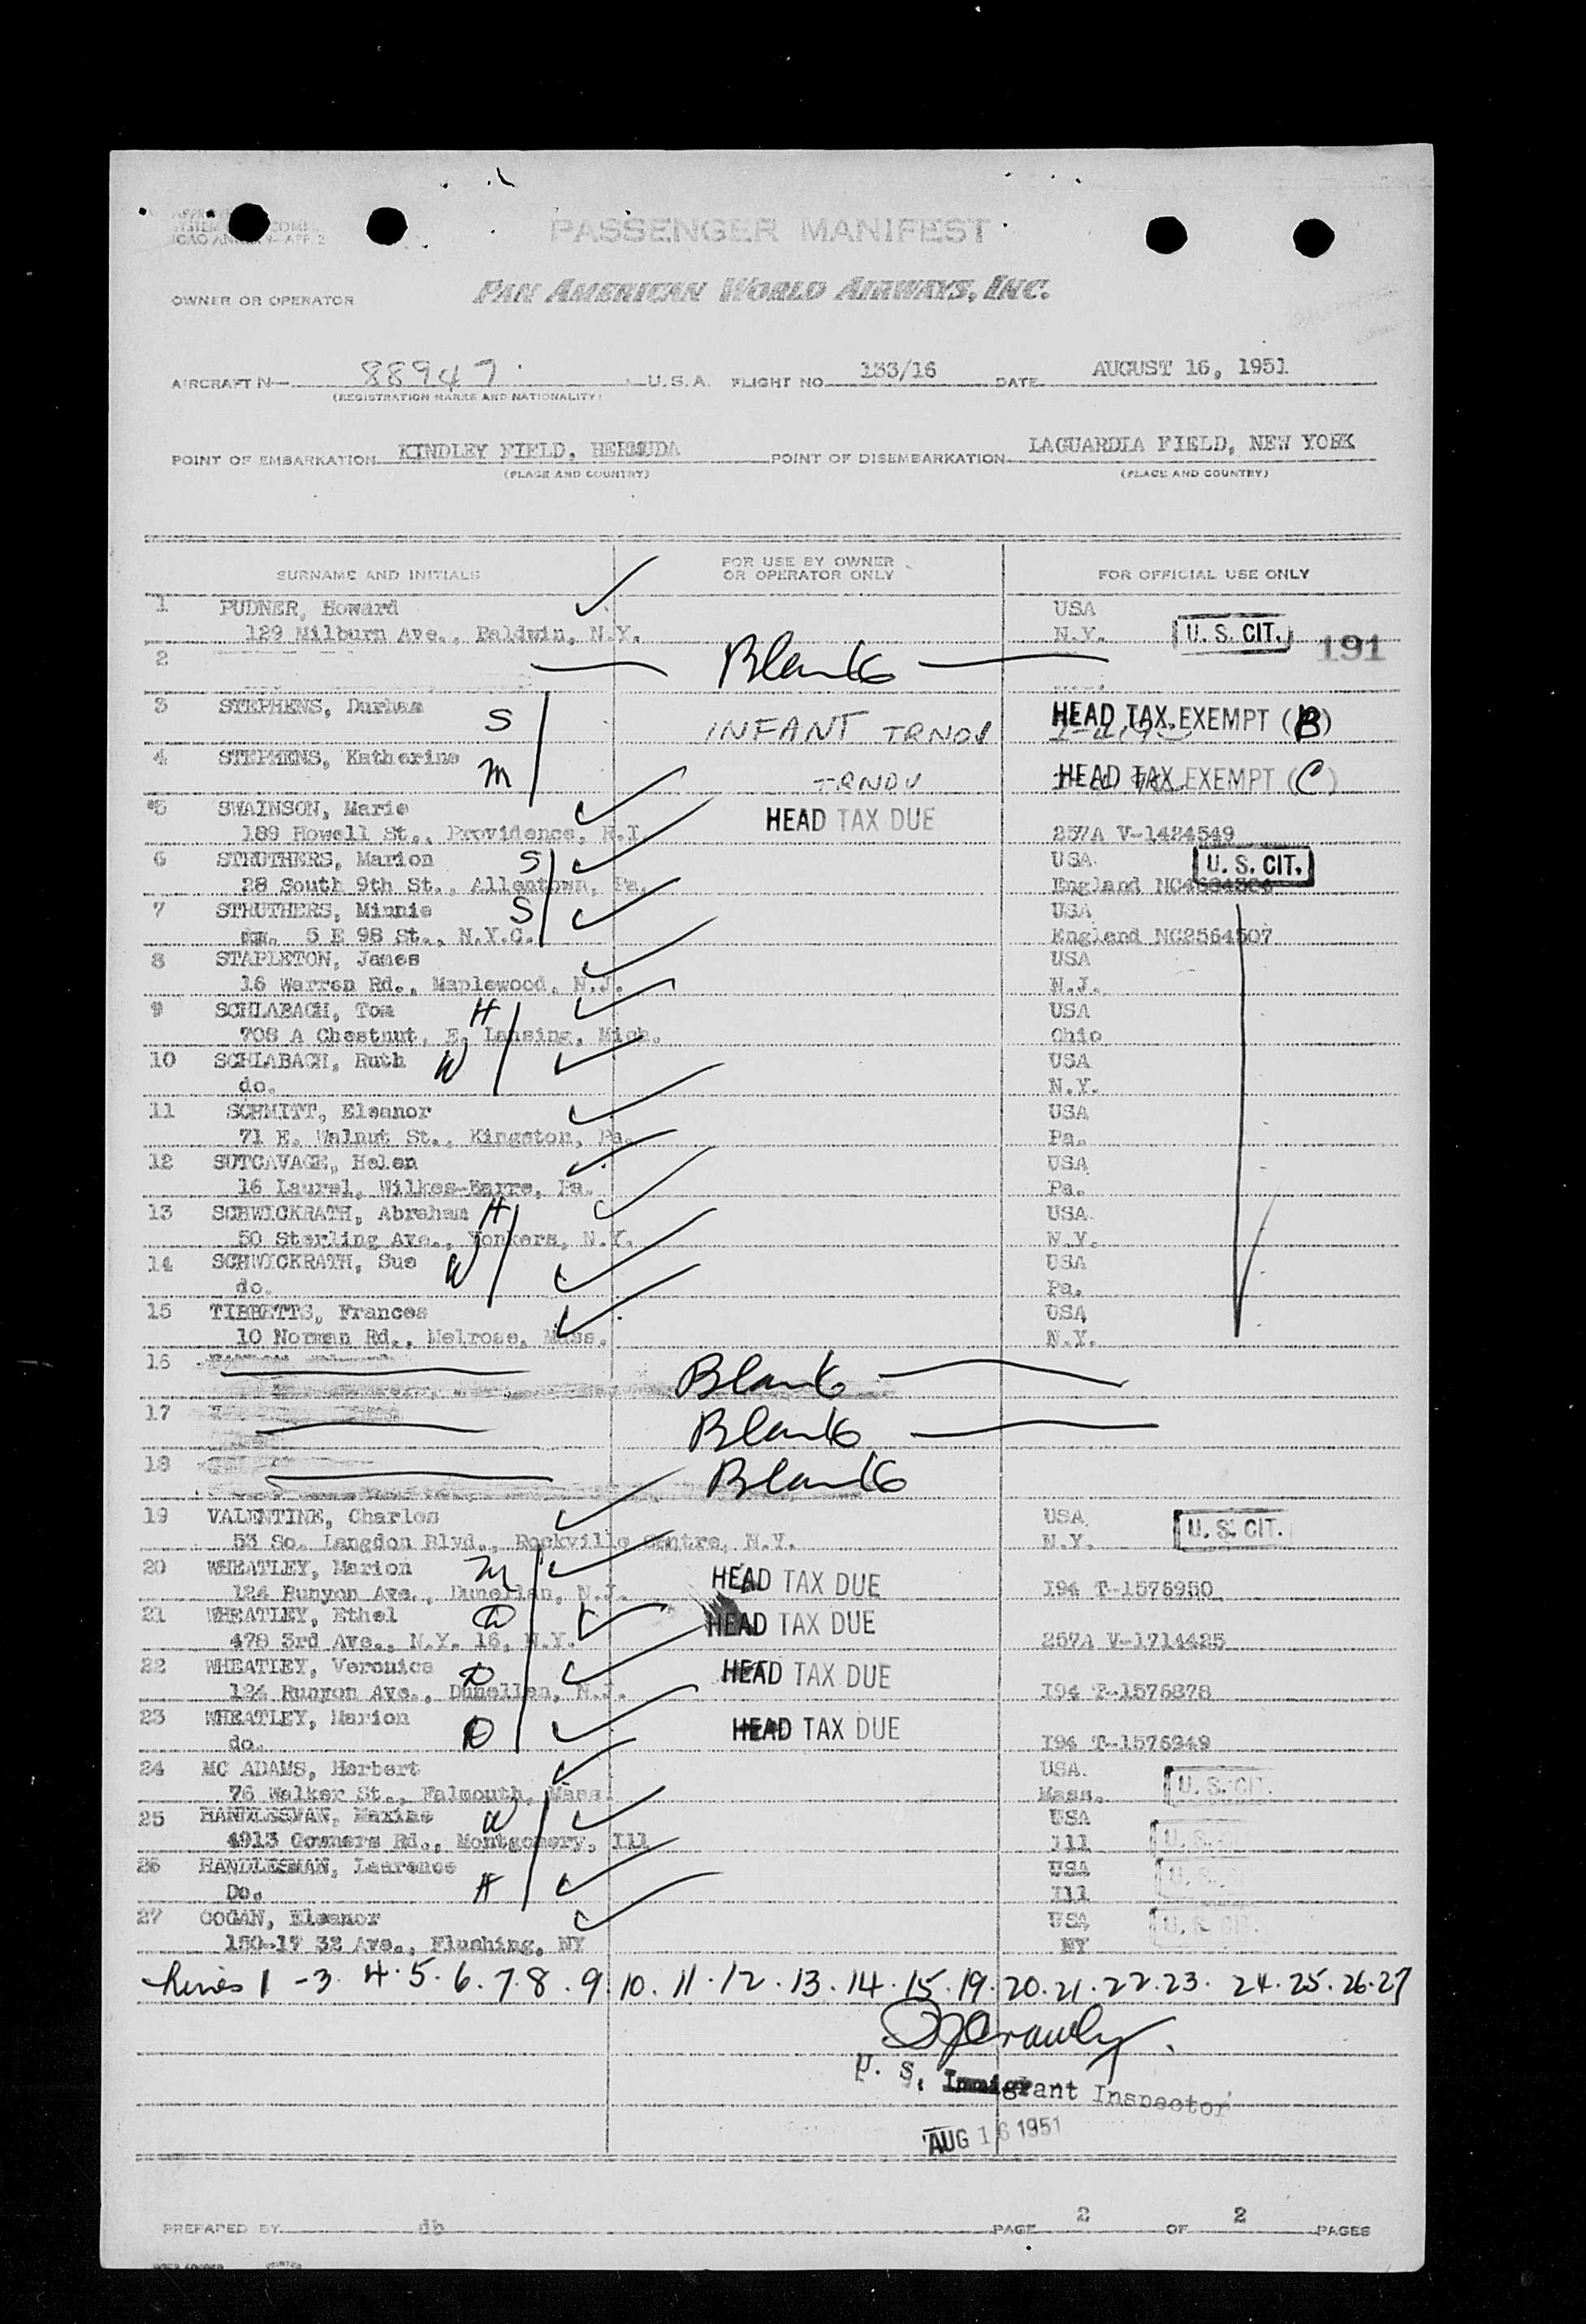 PASSENGER MANIFEST
OWNER OR OPERATOR PAN AMERICAN WORLD AIRWAYS, INC.
AIRCRAFT N— 88947 U.S.A. FLIGHT NO. 133/16 DATE AUGUST 16, 1951
(REGISTRATION MARKS AND NATIONALITY)
POINT OF EMBARKATION KINDLEY FIELD, BERMUDA POINT OF DISEMBARKATION LAGUARDIA FIELD, NEW YORK
(PLACE AND COUNTRY) (PLACE AND COUNTRY)
SURNAME AND INITIALS FOR USE BY OWNER OR OPERATOR ONLY FOR OFFICIAL USE ONLY
1 PUDNER, Howard USA
129 Milburn Ave., Baldwin, N.Y. N.Y. U. S. CIT. 191
2 Blank
3 STEPHENS, Durham S INFANT TRNOV HEAD TAX EXEMPT (B)
4 STEPHENS, Katherine M TRNOV HEAD TAX EXEMPT (C)
5 SWAINSON, Marie HEAD TAX DUE
189 Howell St., Providence, R.I. 257A V-1424549
6 STRUTHERS, Marion S USA U. S. CIT.
28 South 9th St., Allentown, Pa. England
7 STRUTHERS, Minnie S USA
5 E 98 St., N.Y.C. England NC2564507
8 STAPLETON, James USA
16 Warren Rd., Maplewood, N.J. N.J.
9 SCHLABACH, Tom H USA
708 A Chestnut, E. Lansing, Mich. Ohio
10 SCHLABACH, Ruth W USA
do. N.Y.
11 SCHMITT, Eleanor USA
71 E. Walnut St., Kingston, Pa. Pa.
12 SUTCAVAGE, Helen USA
16 Laurel, Wilkes-Barre, Pa. Pa.
13 SCHWICKRATH, Abraham H USA
50 Sterling Ave., Yonkers, N.Y. N.Y.
14 SCHWICKRATH, Sue W USA
do. Pa.
15 TIBBETTS, Frances USA
10 Norman Rd., Melrose, Mass. N.Y.
16 Blank
17 Blank
18 Blank
19 VALENTINE, Charles USA U. S. CIT.
53 So. Langdon Blvd., Rockville Centre, N.Y. N.Y.
20 WHEATLEY, Marion M HEAD TAX DUE
124 Runyon Ave., Dunellen, N.J. I94 T-1576950
21 WHEATLEY, Ethel D HEAD TAX DUE
478 3rd Ave., N.Y. 16, N.Y. 257A V-1714425
22 WHEATLEY, Veronica D HEAD TAX DUE
124 Runyon Ave., Dunellen, N.J. I94 T-1576878
23 WHEATLEY, Marion D HEAD TAX DUE
do. I94 T-1576949
24 MC ADAMS, Herbert USA
76 Walker St., Falmouth, Mass. Mass. U. S. CIT.
25 HANDLESMAN, Maxine W USA
4913 Rd., Montgomery, Ill Ill U. S.
26 HANDLESMAN, Laurence USA
Do. H Ill U. S.
27 COGAN, Eleanor USA
150-17 32 Ave., Flushing, NY NY U. S. CIT.
Lines 1 - 3. 4. 5. 6. 7. 8. 9. 10. 11. 12. 13. 14. 15. 19. 20. 21. 22. 23. 24. 25. 26. 27
U. S. Immigrant Inspector
AUG 16 1951
PREPARED BY db PAGE 2 OF 2 PAGES